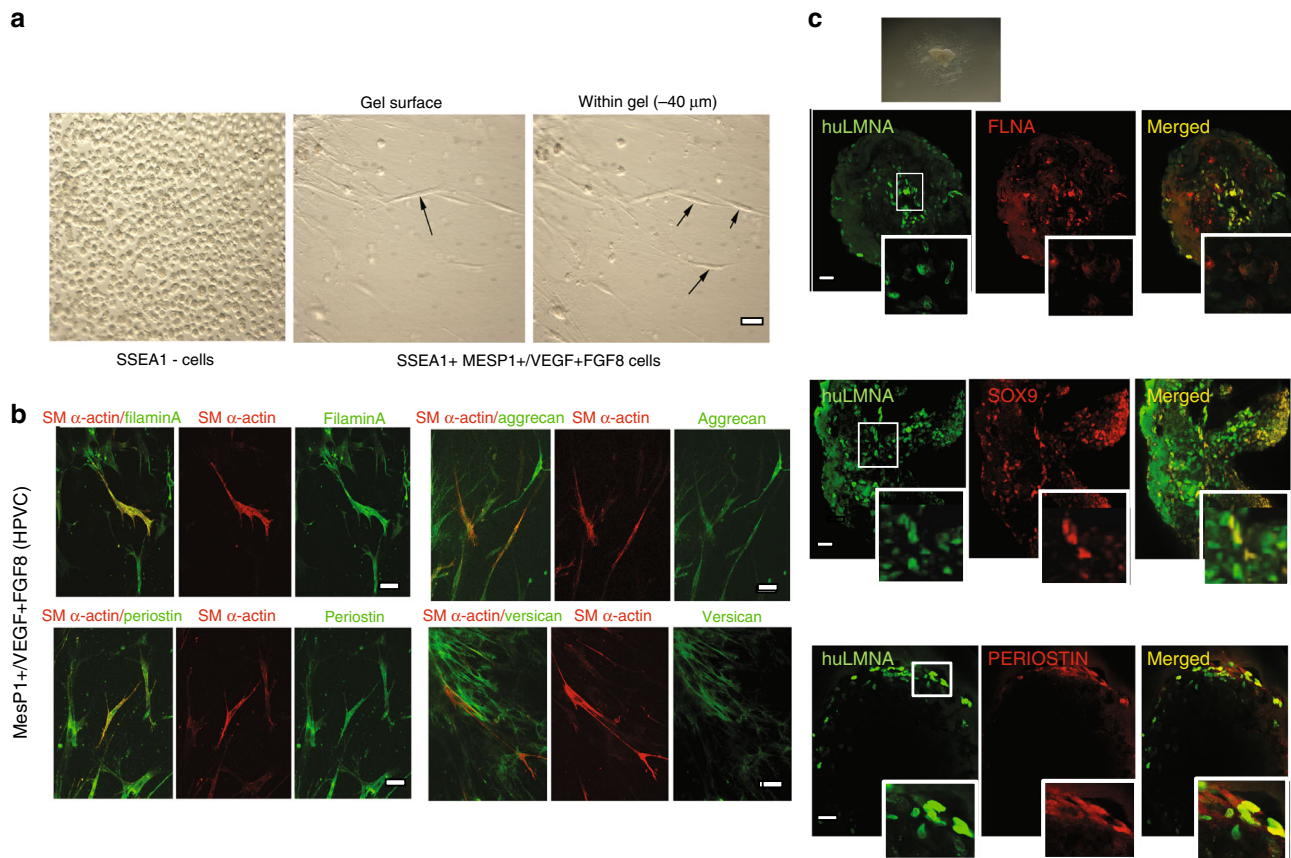 a
Gel surface
Within gel (–40 μm)
SSEA1 - cells
SSEA1+ MESP1+/VEGF+FGF8 cells
b
MesP1+/VEGF+FGF8 (HPVC)
SM α-actin/filaminA
SM α-actin
FilaminA
SM α-actin/aggrecan
SM α-actin
Aggrecan
SM α-actin/periostin
SM α-actin
Periostin
SM α-actin/versican
SM α-actin
Versican
c
huLMNA
FLNA
Merged
huLMNA
SOX9
Merged
huLMNA
PERIOSTIN
Merged